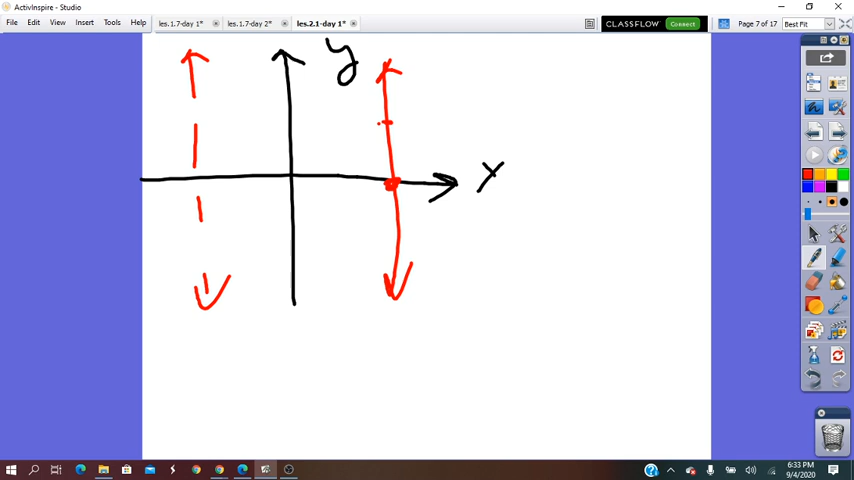 ActivInspire - Studio
File Edit View Insert Tools Help
les.1.7-day 1*
les.1.7-day 2*
les.2.1-day 1*
CLASSFLOW
Connect
Page 7 of 17
Best Fit
y
x
6:33 PM
9/4/2020